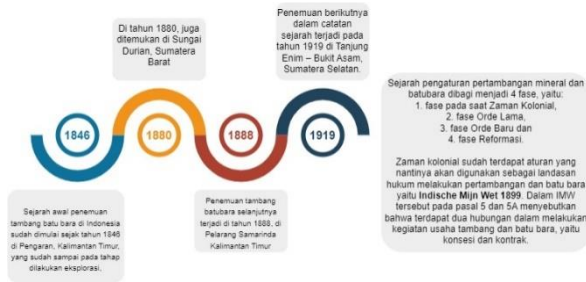 Di tahun 1880, juga
ditemukan di Sungai
Durian, Sumatera
Barat
Penemuan berikutnya
dalam catatan
sejarah terjadi pada
tahun 1919 di Tanjung
Enim – Bukit Asam,
Sumatera Selatan.
1846
1880
1888
1919
Sejarah awal penemuan
tambang batu bara di Indonesia
sudah dimulai sejak tahun 1846
di Pengaran, Kalimantan Timur,
yang sudah sampai pada tahap
dilakukan eksplorasi.
Penemuan tambang
batubara selanjutnya
terjadi di tahun 1888, di
Pelarang Samarinda
Kalimantan Timur
Sejarah pengaturan pertambangan mineral dan
batubara dibagi menjadi 4 fase, yaitu:
1. fase pada saat Zaman Kolonial,
2. fase Orde Lama,
3. fase Orde Baru dan
4. fase Reformasi.
Zaman kolonial sudah terdapat aturan yang
nantinya akan digunakan sebagai landasan
hukum melakukan pertambangan dan batu bara
yaitu Indische Mijn Wet 1899. Dalam IMW
tersebut pada pasal 5 dan 5A menyebutkan
bahwa terdapat dua hubungan dalam melakukan
kegiatan usaha tambang dan batu bara, yaitu
konsesi dan kontrak.